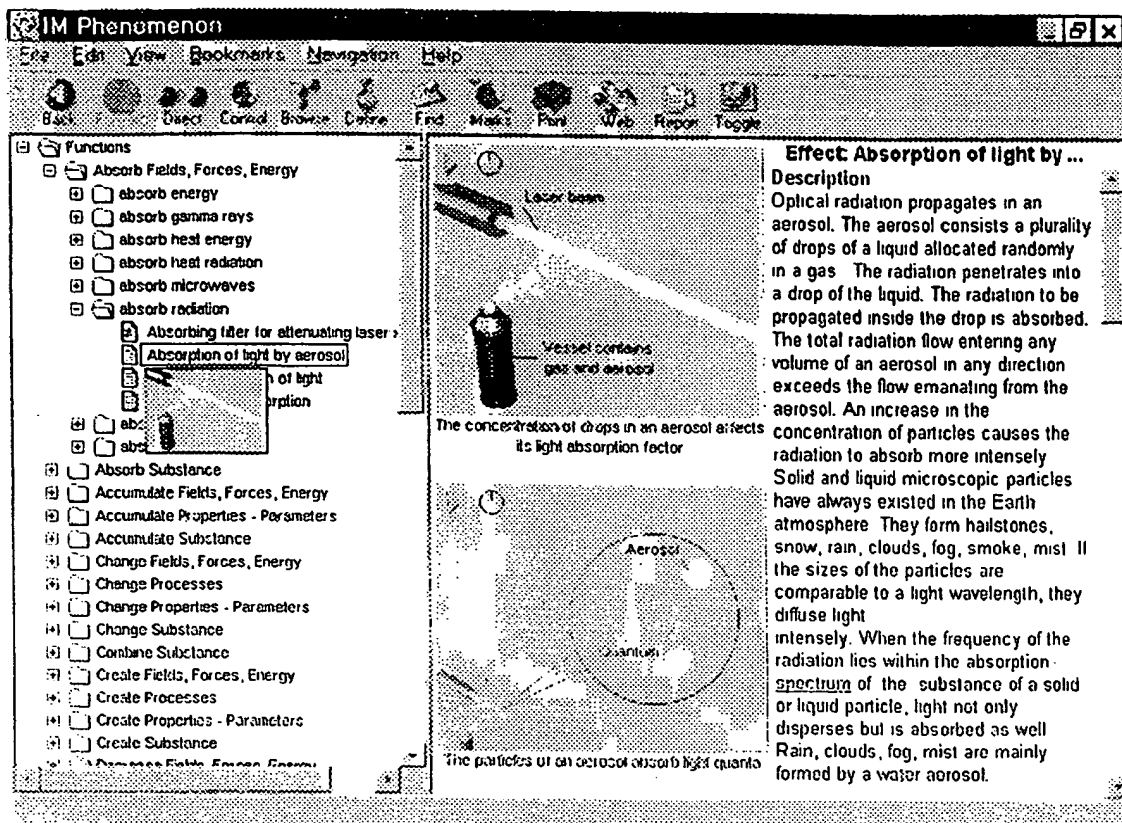 IM Phenomenon
File Edit View Bookmarks Navigation Help
Back Direct Control Browse Define Find Marks Print Web Report Toggle
Functions
Absorb Fields, Forces, Energy
absorb energy
absorb gamma rays
absorb heat energy
absorb heat radiation
absorb microwaves
absorb radiation
Absorbing filter for attenuating laser
Absorption of light by aerosol
of light
orption
abs
abs
Absorb Substance
Accumulate Fields, Forces, Energy
Accumulate Properties - Parameters
Accumulate Substance
Change Fields, Forces, Energy
Change Processes
Change Properties - Parameters
Change Substance
Combine Substance
Create Fields, Forces, Energy
Create Processes
Create Properties - Parameters
Create Substance
Laser beam
Vessel contains
gas and aerosol
The concentration of drops in an aerosol affects
its light absorption factor
Aerosol
Quantum
The particles of an aerosol absorb light quanta
Effect: Absorption of light by ...
Description
Optical radiation propagates in an
aerosol. The aerosol consists a plurality
of drops of a liquid allocated randomly
in a gas The radiation penetrates into
a drop of the liquid. The radiation to be
propagated inside the drop is absorbed.
The total radiation flow entering any
volume of an aerosol in any direction
exceeds the flow emanating from the
aerosol. An increase in the
concentration of particles causes the
radiation to absorb more intensely
Solid and liquid microscopic particles
have always existed in the Earth
atmosphere They form hailstones,
snow, rain, clouds, fog, smoke, mist If
the sizes of the particles are
comparable to a light wavelength, they
diffuse light
intensely. When the frequency of the
radiation lies within the absorption
spectrum of the substance of a solid
or liquid particle, light not only
disperses but is absorbed as well
Rain, clouds, fog, mist are mainly
formed by a water aerosol.